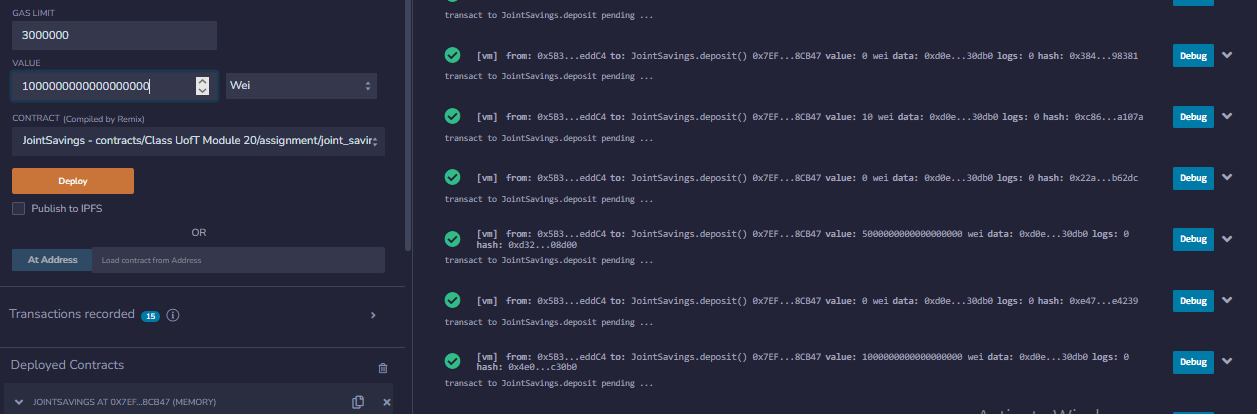 GAS LIMIT
3000000
VALUE
1000000000000000000
Wei
CONTRACT (Compiled by Remix)
JointSavings - contracts/Class UofT Module 20/assignment/joint_savin
Deploy
Publish to IPFS
OR
At Address
Load contract from Address
Transactions recorded 15 i
Deployed Contracts
JOINTSAVINGS AT 0X7EF...8CB47 (MEMORY)
transact to JointSavings.deposit pending ...
[vm] from: 0x5B3...eddC4 to: JointSavings.deposit() 0x7EF...8CB47 value: 0 wei data: 0xd0e...30db0 logs: 0 hash: 0x384...98381
Debug
transact to JointSavings.deposit pending ...
[vm] from: 0x5B3...eddC4 to: JointSavings.deposit() 0x7EF...8CB47 value: 10 wei data: 0xd0e...30db0 logs: 0 hash: 0xc86...a107a
Debug
transact to JointSavings.deposit pending ...
[vm] from: 0x5B3...eddC4 to: JointSavings.deposit() 0x7EF...8CB47 value: 0 wei data: 0xd0e...30db0 logs: 0 hash: 0x22a...b62dc
Debug
transact to JointSavings.deposit pending ...
[vm] from: 0x5B3...eddC4 to: JointSavings.deposit() 0x7EF...8CB47 value: 5000000000000000000 wei data: 0xd0e...30db0 logs: 0
hash: 0xd32...08d00
Debug
transact to JointSavings.deposit pending ...
[vm] from: 0x5B3...eddC4 to: JointSavings.deposit() 0x7EF...8CB47 value: 0 wei data: 0xd0e...30db0 logs: 0 hash: 0xe47...e4239
Debug
transact to JointSavings.deposit pending ...
[vm] from: 0x5B3...eddC4 to: JointSavings.deposit() 0x7EF...8CB47 value: 1000000000000000000 wei data: 0xd0e...30db0 logs: 0
hash: 0x4e0...c30b0
Debug
transact to JointSavings.deposit pending ...